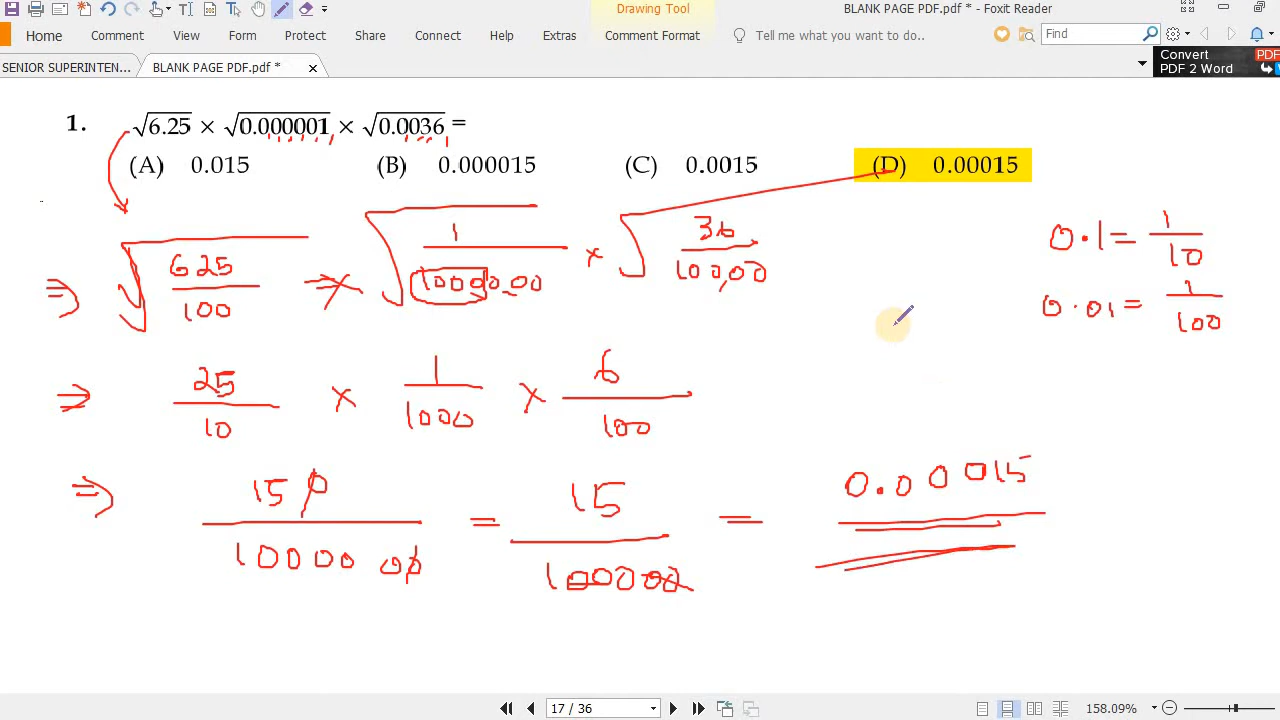 Drawing Tool
BLANK PAGE PDF.pdf * - Foxit Reader
Home Comment View Form Protect Share Connect Help Extras Comment Format Tell me what you want to do... Find
SENIOR SUPERINTEN... BLANK PAGE PDF.pdf * × Convert PDF
PDF 2 Word
1. √6.25 × √0.000001 × √0.0036 =
(A) 0.015 (B) 0.000015 (C) 0.0015 (D) 0.00015
⇒ √(625/100) × √(1/1000000) × √(36/10000)
0.1 = 1/10
0.01 = 1/100
⇒ 25/10 × 1/1000 × 6/100
⇒ 150/1000000 = 15/100000 = 0.00015
17 / 36
158.09%